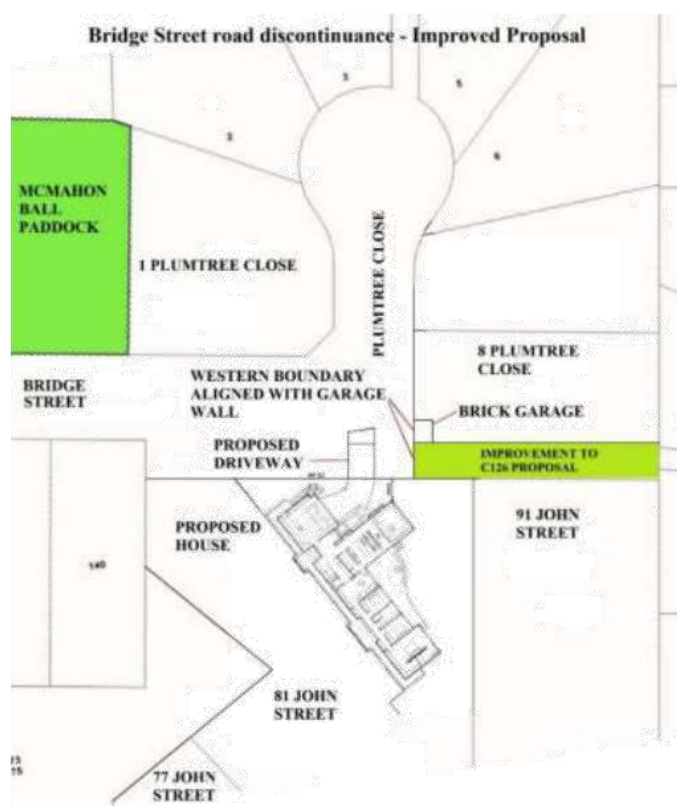 Bridge Street road discontinuance - Improved Proposal
3
5
3
6
MCMAHON
BALL
PADDOCK
1 PLUMTREE CLOSE
PLUMTREE CLOSE
8 PLUMTREE
CLOSE
BRIDGE
STREET
WESTERN BOUNDARY
ALIGNED WITH GARAGE
WALL
BRICK GARAGE
PROPOSED
DRIVEWAY
IMPROVEMENT TO
C126 PROPOSAL
PROPOSED
HOUSE
91 JOHN
STREET
140
81 JOHN
STREET
77 JOHN
STREET